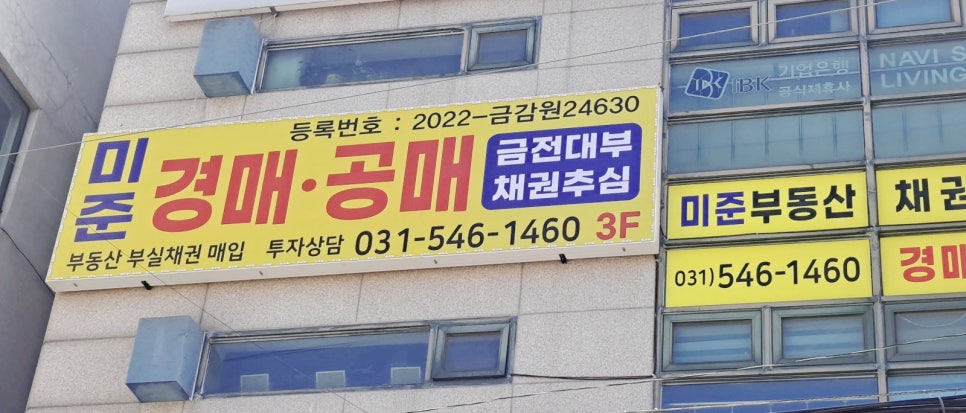 등록번호 : 2022-금감원24630
미준
경매·공매
금전대부
채권추심
부동산 부실채권 매입 투자상담 031-546-1460 3F
IBK 기업은행
공식제휴사
NAVI S
LIVING
미준부동산
채권
031) 546-1460
경매